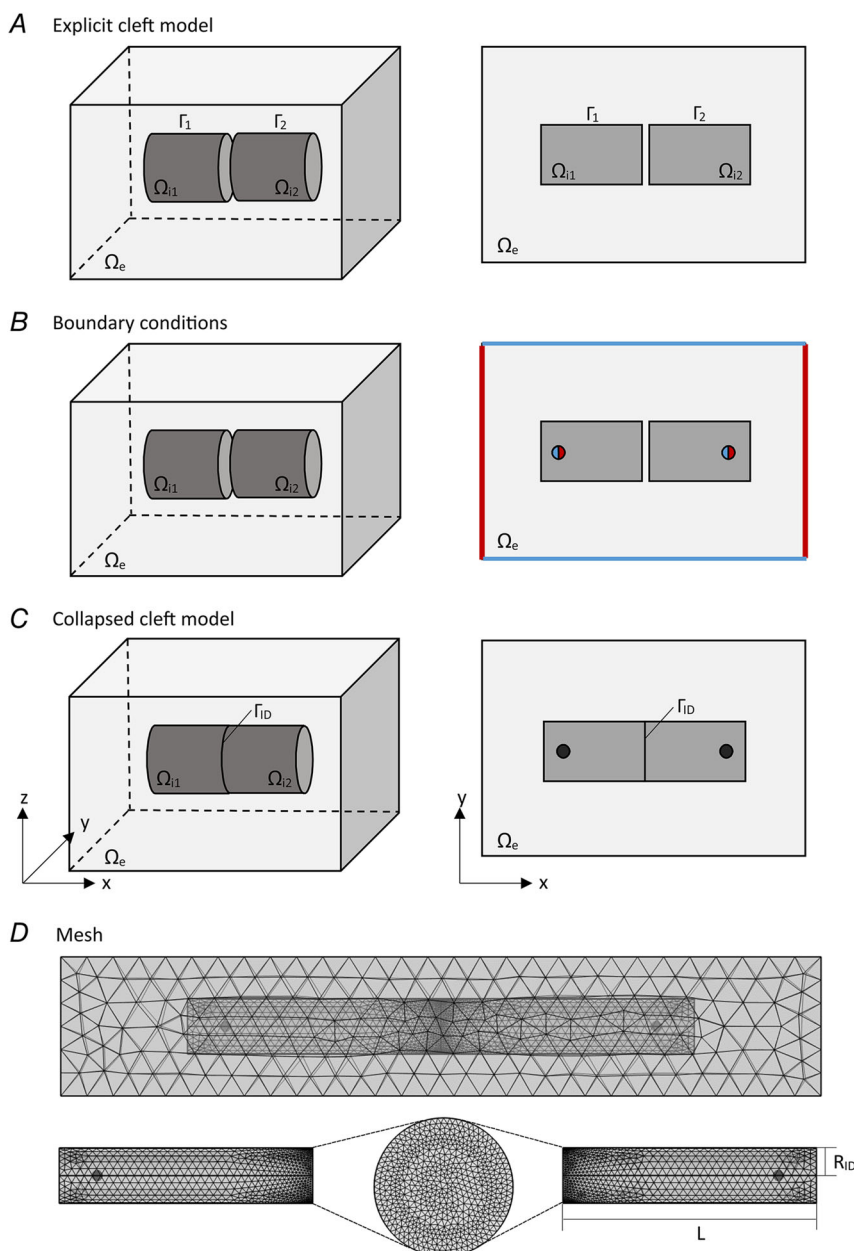 A Explicit cleft model
Γ1 Γ2 Γ1 Γ2
Ωi1 Ωi2 Ωi1 Ωi2
Ωe Ωe
B Boundary conditions
Ωi1 Ωi2
Ωe Ωe
C Collapsed cleft model
ΓID ΓID
Ωi1 Ωi2
z y y
Ωe Ωe
x x
D Mesh
RID
L